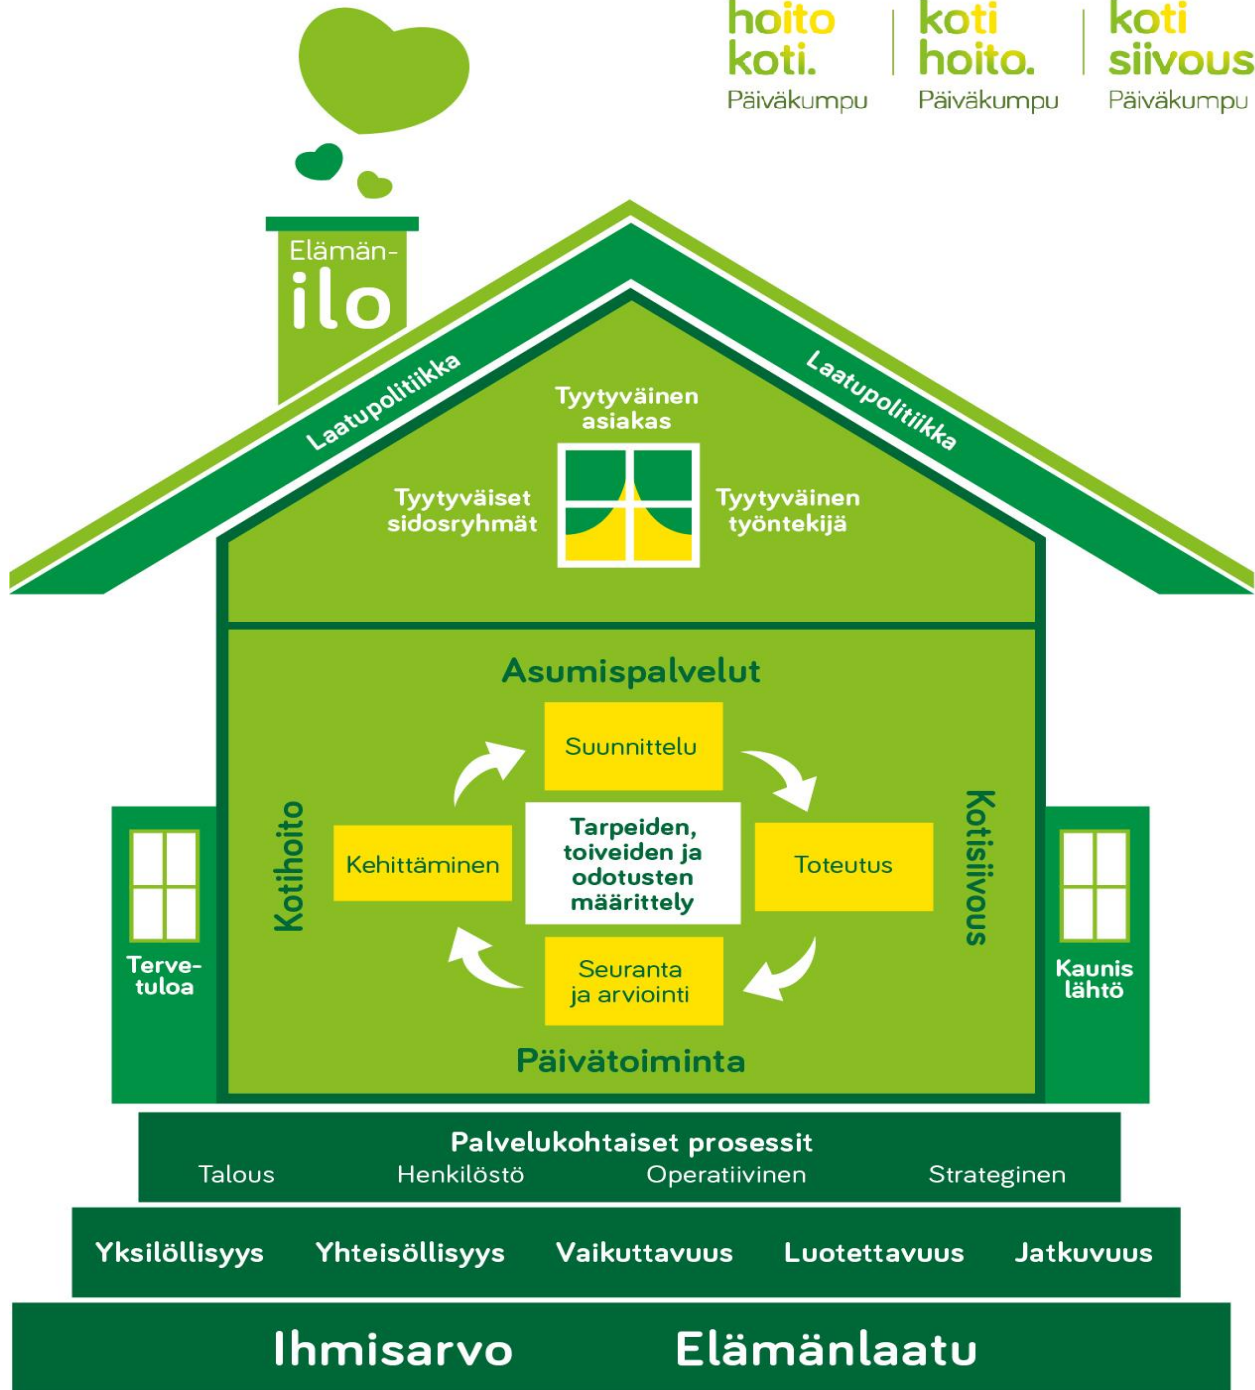 hoito
koti.
Päiväkumpu
koti
hoito.
Päiväkumpu
koti
siivous
Päiväkumpu
Elämän-
ilo
Laatupolitiikka
Laatupolitiikka
Tyytyväinen
asiakas
Tyytyväiset
sidosryhmät
Tyytyväinen
työntekijä
Asumispalvelut
Suunnittelu
Kotihoito
Kehittäminen
Tarpeiden,
toiveiden ja
odotusten
määrittely
Toteutus
Kotisiivous
Seuranta
ja arviointi
Päivätoiminta
Terve-
tuloa
Kaunis
lähtö
Palvelukohtaiset prosessit
Talous Henkilöstö Operatiivinen Strateginen
Yksilöllisyys Yhteisöllisyys Vaikuttavuus Luotettavuus Jatkuvuus
Ihmisarvo Elämänlaatu